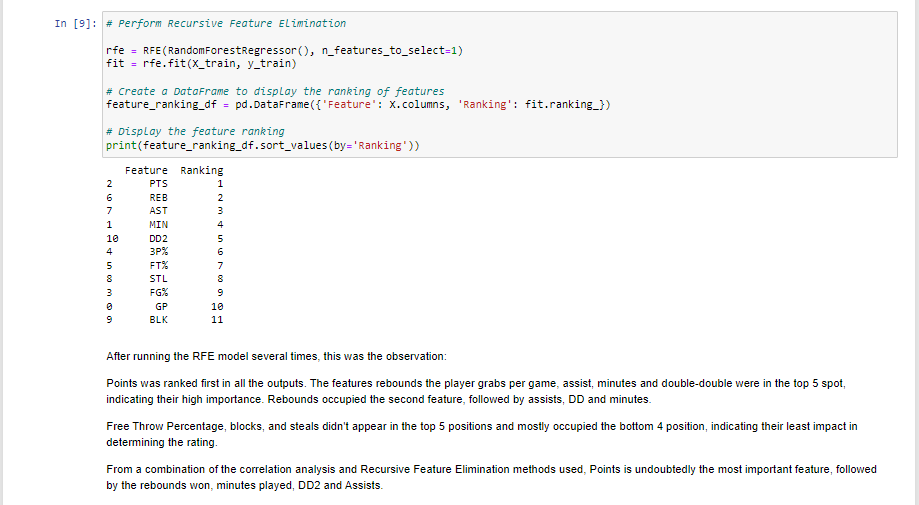 In [9]: # Perform Recursive Feature Elimination
rfe = RFE(RandomForestRegressor(), n_features_to_select=1)
fit = rfe.fit(X_train, y_train)
# Create a DataFrame to display the ranking of features
feature_ranking_df = pd.DataFrame({'Feature': X.columns, 'Ranking': fit.ranking_})
# Display the feature ranking
print(feature_ranking_df.sort_values(by='Ranking'))
Feature Ranking
2 PTS 1
6 REB 2
7 AST 3
1 MIN 4
10 DD2 5
4 3P% 6
5 FT% 7
8 STL 8
3 FG% 9
0 GP 10
9 BLK 11
After running the RFE model several times, this was the observation:
Points was ranked first in all the outputs. The features rebounds the player grabs per game, assist, minutes and double-double were in the top 5 spot,
indicating their high importance. Rebounds occupied the second feature, followed by assists, DD and minutes.
Free Throw Percentage, blocks, and steals didn't appear in the top 5 positions and mostly occupied the bottom 4 position, indicating their least impact in
determining the rating.
From a combination of the correlation analysis and Recursive Feature Elimination methods used, Points is undoubtedly the most important feature, followed
by the rebounds won, minutes played, DD2 and Assists.